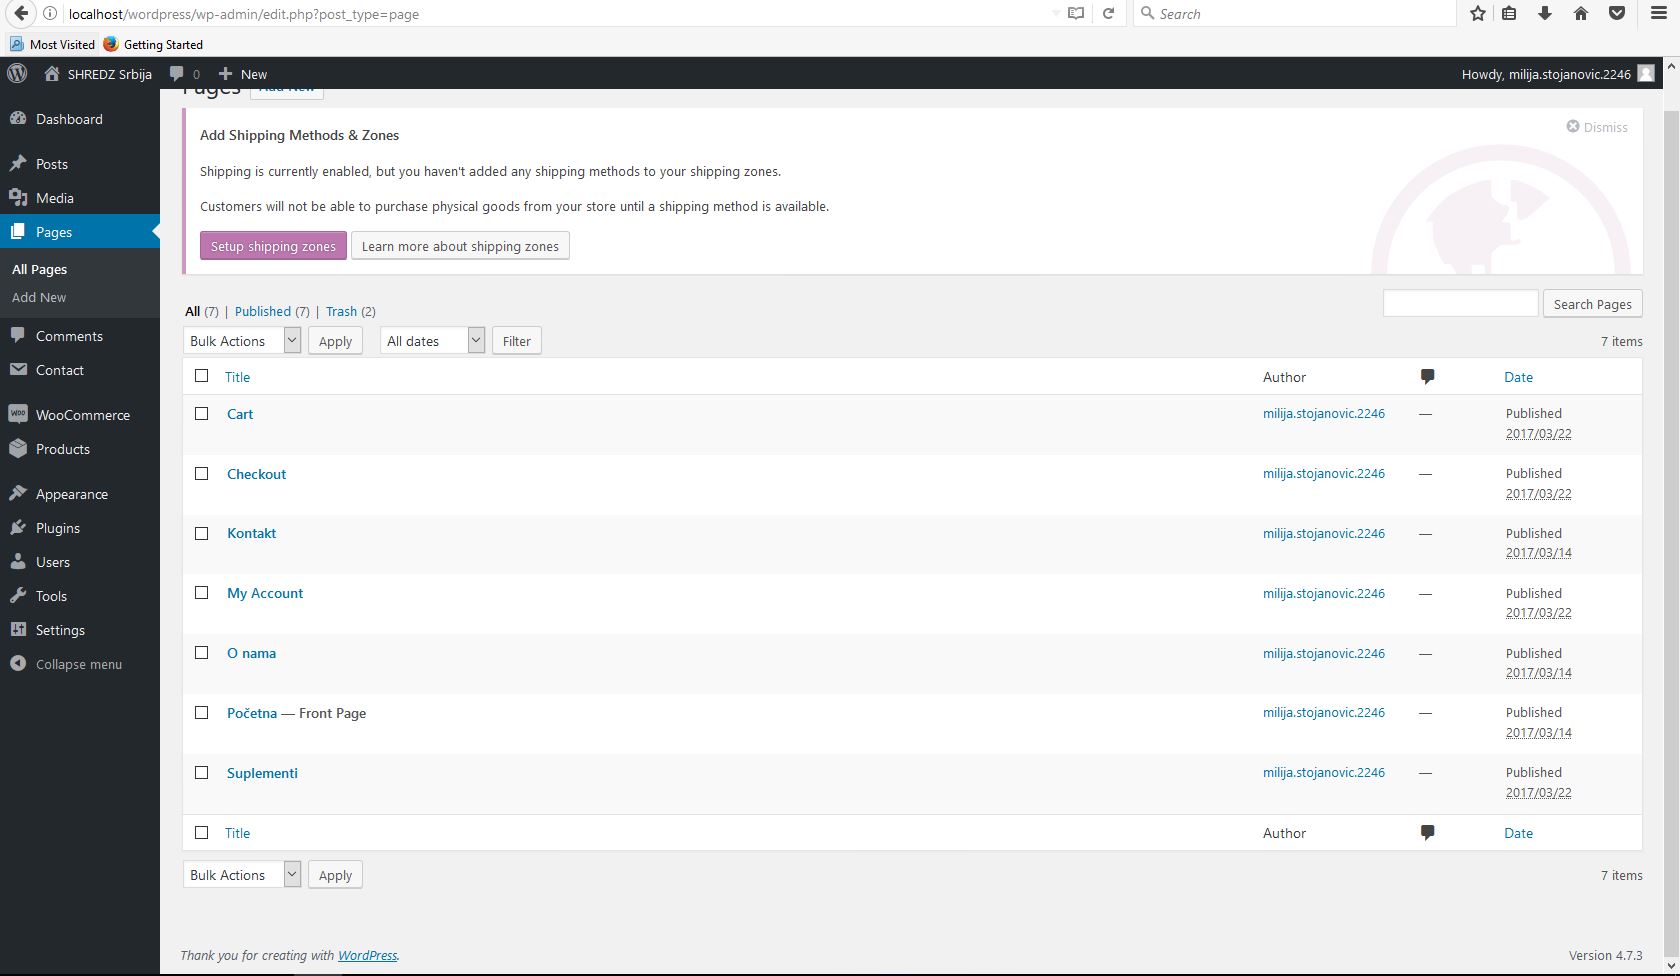 localhost/wordpress/wp-admin/edit.php?post_type=page
Search
Most Visited
Getting Started
SHREDZ Srbija
0
New
Howdy, milija.stojanovic.2246
Dashboard
Posts
Media
Pages
All Pages
Add New
Comments
Contact
WooCommerce
Products
Appearance
Plugins
Users
Tools
Settings
Collapse menu
Pages Add New
Add Shipping Methods & Zones
Dismiss
Shipping is currently enabled, but you haven't added any shipping methods to your shipping zones.
Customers will not be able to purchase physical goods from your store until a shipping method is available.
Setup shipping zones Learn more about shipping zones
All (7) | Published (7) | Trash (2)
Search Pages
Bulk Actions Apply All dates Filter 7 items
Title Author Date
Cart milija.stojanovic.2246 — Published
2017/03/22
Checkout milija.stojanovic.2246 — Published
2017/03/22
Kontakt milija.stojanovic.2246 — Published
2017/03/14
My Account milija.stojanovic.2246 — Published
2017/03/22
O nama milija.stojanovic.2246 — Published
2017/03/14
Početna — Front Page milija.stojanovic.2246 — Published
2017/03/14
Suplementi milija.stojanovic.2246 — Published
2017/03/22
Title Author Date
Bulk Actions Apply 7 items
Thank you for creating with WordPress.
Version 4.7.3